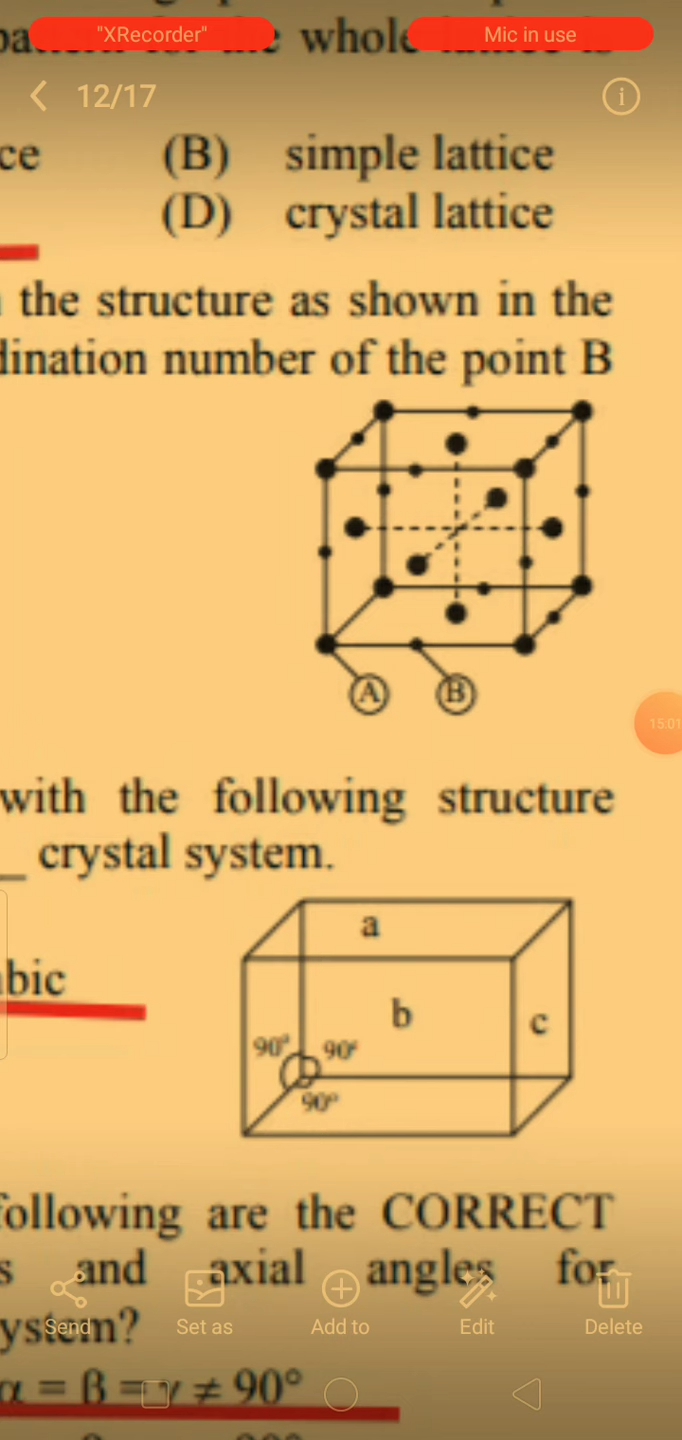 "XRecorder"
Mic in use
whole
12/17
ce (B) simple lattice
(D) crystal lattice
the structure as shown in the
dination number of the point B
A B
15:01
with the following structure
__ crystal system.
a
bic
b
c
90° 90°
90°
following are the CORRECT
s and axial angles for
ystem?
Send Set as Add to Edit Delete
α = β = γ ≠ 90°